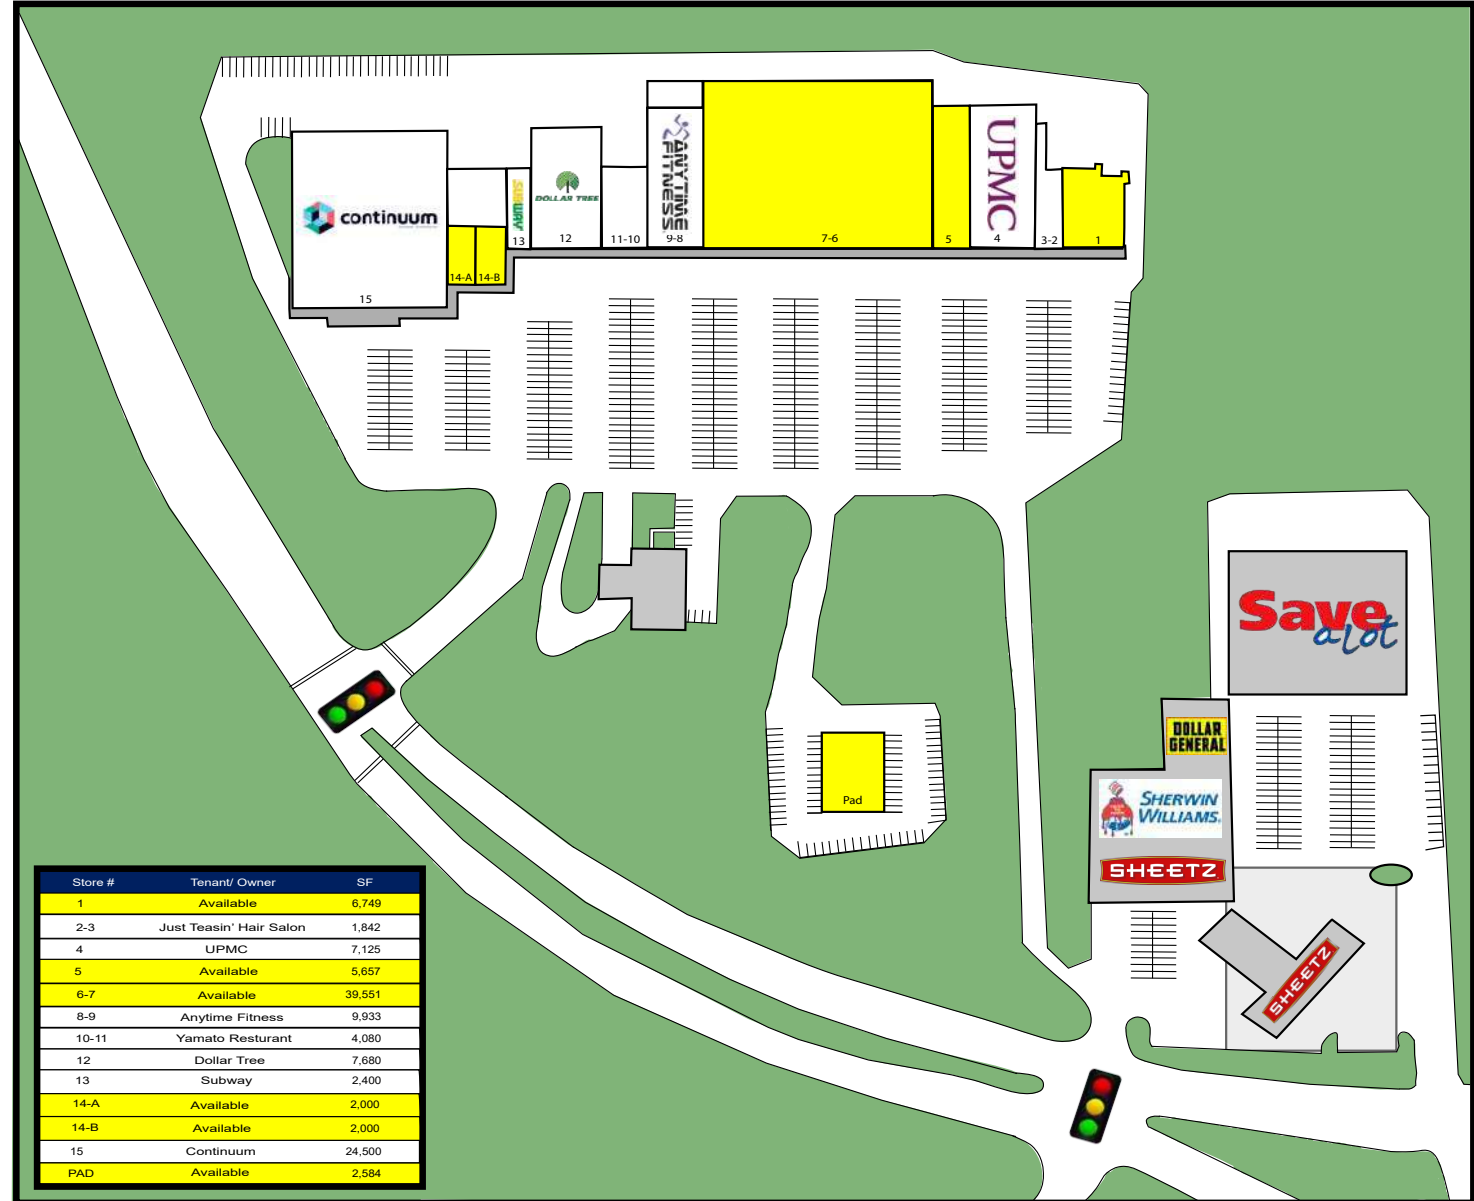 continuum
15
14-A
14-B
SUBWAY
13
DOLLAR TREE
12
11-10
ANYTIME
FITNESS
9-8
7-6
5
UPMC
4
3-2
1
Save
a lot
DOLLAR
GENERAL
SHERWIN
WILLIAMS.
SHEETZ
SHEETZ
Pad
Store # Tenant/ Owner SF
1 Available 6,749
2-3 Just Teasin' Hair Salon 1,842
4 UPMC 7,125
5 Available 5,657
6-7 Available 39,551
8-9 Anytime Fitness 9,933
10-11 Yamato Resturant 4,080
12 Dollar Tree 7,680
13 Subway 2,400
14-A Available 2,000
14-B Available 2,000
15 Continuum 24,500
PAD Available 2,584